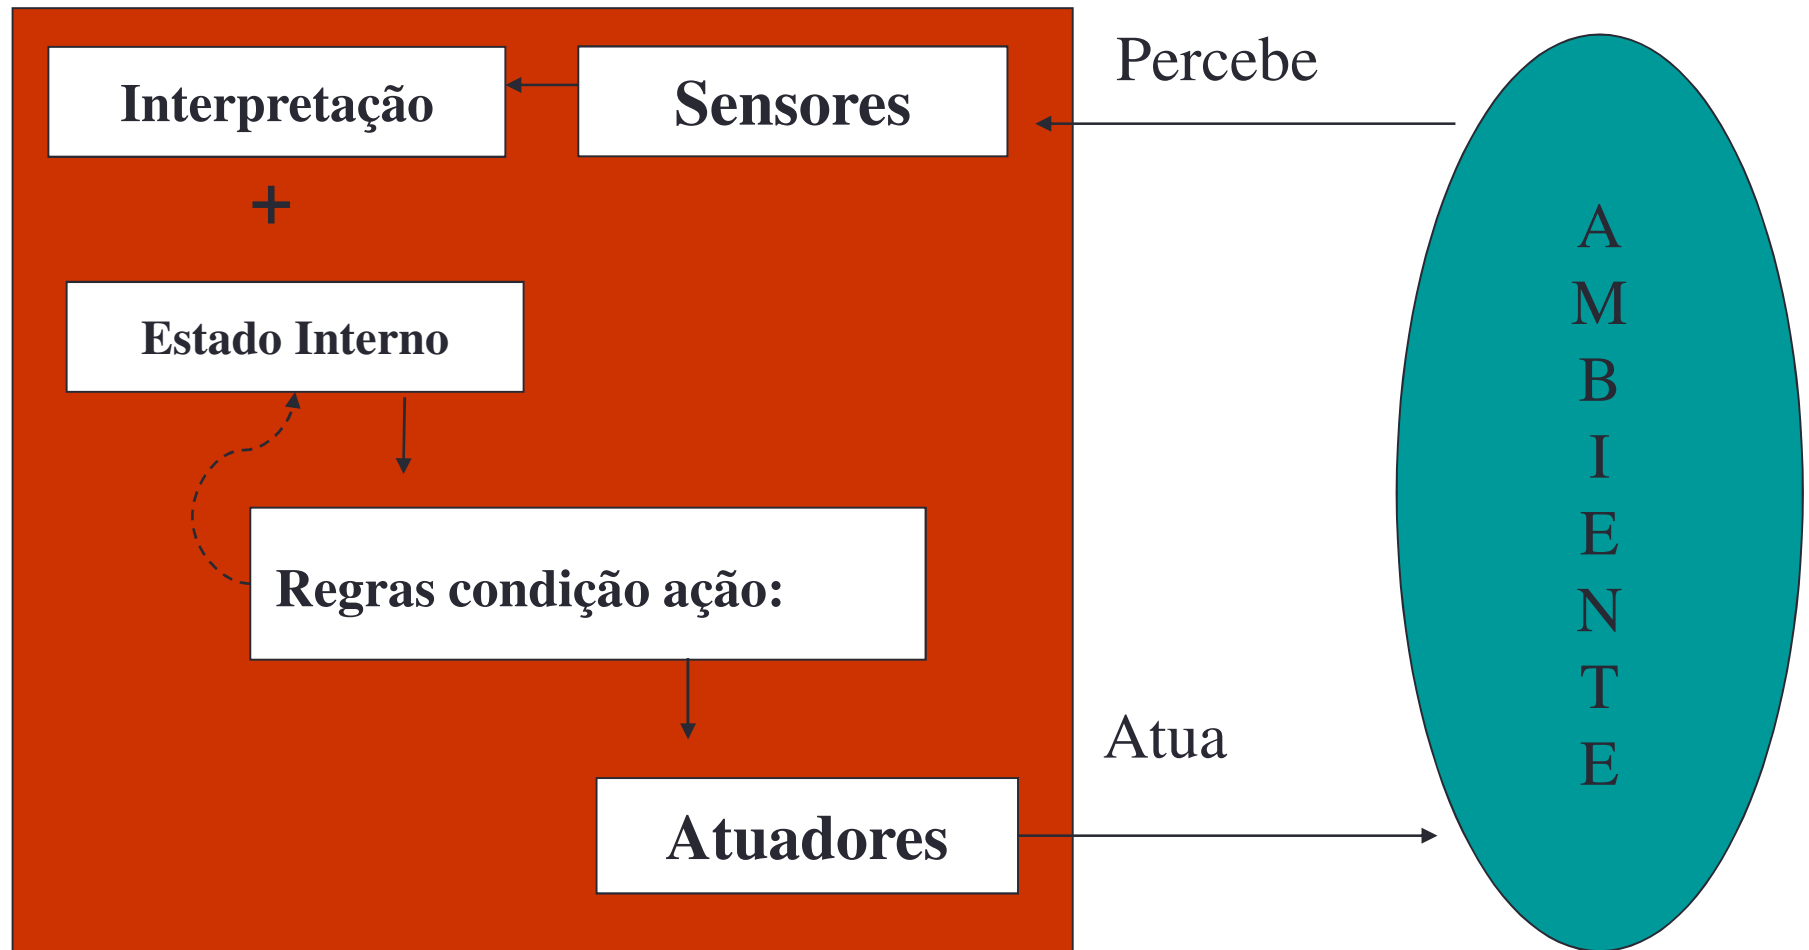 Interpretação
Sensores
Percebe
+
Estado Interno
Regras condição ação:
Atua
Atuadores
A
M
B
I
E
N
T
E